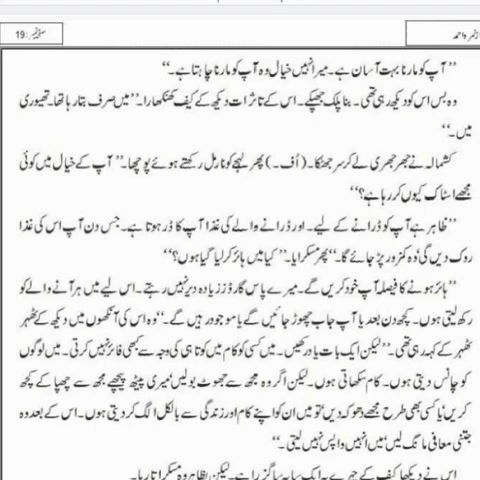 صفحہ نمبر: 19
نمرہ احمد
”آپ کو مارنا بہت آسان ہے۔ میرا نہیں خیال وہ آپ کو مارنا چاہتا ہے۔“
وہ بس اس کو دیکھ رہی تھی۔ بنا پلک جھپکے۔ اس کے تاثرات دیکھ کے کیف کھنکھارا۔ ”میں صرف بتا رہا تھا۔ تھیوری
میں۔“
کشمالہ نے جھرجھری لے کر سر جھٹکا۔ (اُف۔) پھر لہجے کو نارمل رکھتے ہوئے پوچھا۔ ”آپ کے خیال میں کوئی
مجھے اسٹاک کیوں کر رہا ہے؟“
”ظاہر ہے آپ کو ڈرانے کے لیے۔ اور ڈرانے والے کی غذا آپ کا ڈر ہوتا ہے۔ جس دن آپ اس کی غذا
روک دیں گی‘ وہ کمزور پڑ جائے گا۔“ پھر مسکرایا۔ ”کیا میں ہائر کر لیا گیا ہوں؟“
”ہائر ہونے کا فیصلہ آپ خود کریں گے۔ میرے پاس گارڈز زیادہ دیر نہیں رہتے۔ اس لیے میں ہر آنے والے کو
رکھ لیتی ہوں۔ کچھ دن بعد یا آپ جاب چھوڑ جائیں گے یا موجود رہیں گے۔“ وہ اس کی آنکھوں میں دیکھ کے ٹھہر
ٹھہر کے کہہ رہی تھی۔ ”لیکن ایک بات یاد رکھیں۔ میں کسی کو کام میں کوتاہی کی وجہ سے بھی فائر نہیں کرتی۔ میں لوگوں
کو چانس دیتی ہوں۔ کام سکھاتی ہوں۔ لیکن اگر وہ مجھ سے جھوٹ بولیں‘ میری پیٹھ پیچھے مجھ سے چھپا کے کچھ
کریں‘ یا کسی بھی طرح مجھے دھوکہ دیں‘ تو میں ان کو اپنے کام اور زندگی سے بالکل الگ کر دیتی ہوں۔ اس کے بعد وہ
جتنی معافی مانگ لیں‘ میں انہیں واپس نہیں لیتی۔“
اس نے دیکھا کیف کے چہرے پہ ایک سایہ سا گزرا ہے۔ لیکن بظاہر وہ مسکراتا رہا۔